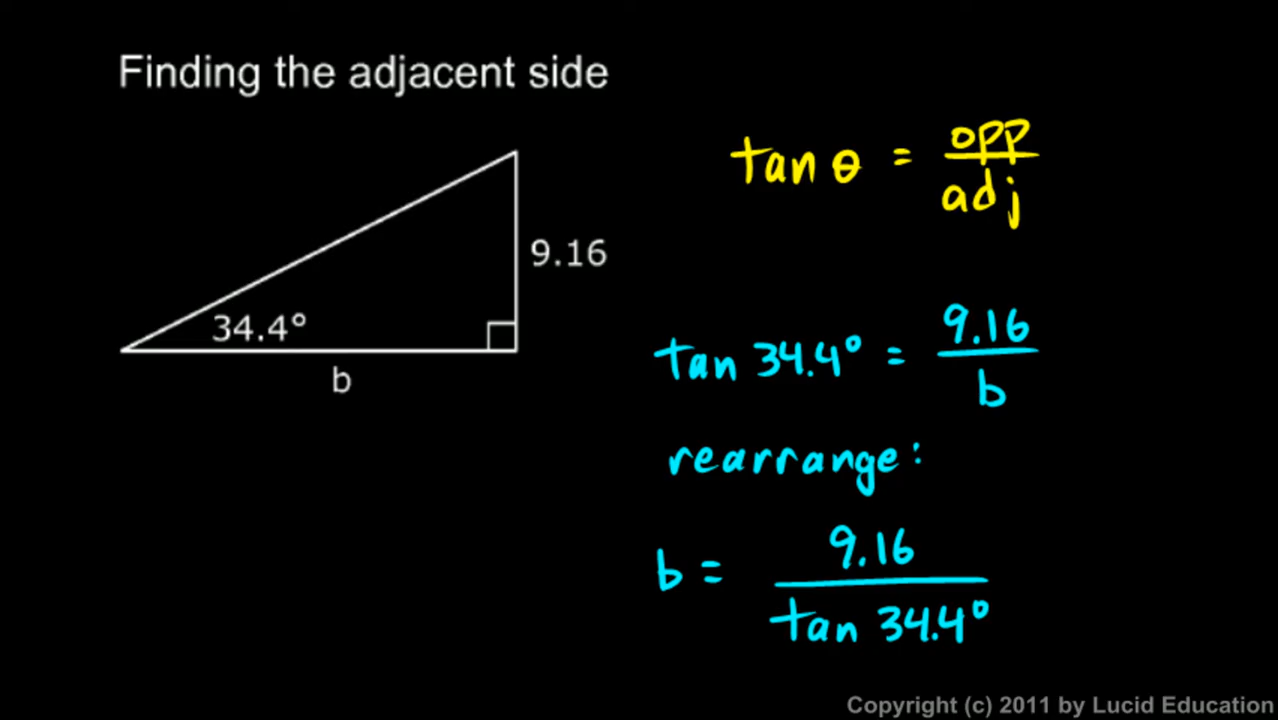 Finding the adjacent side
tan θ = opp/adj
9.16
34.4°
b
tan 34.4° = 9.16/b
rearrange:
b = 9.16/tan 34.4°
Copyright (c) 2011 by Lucid Education